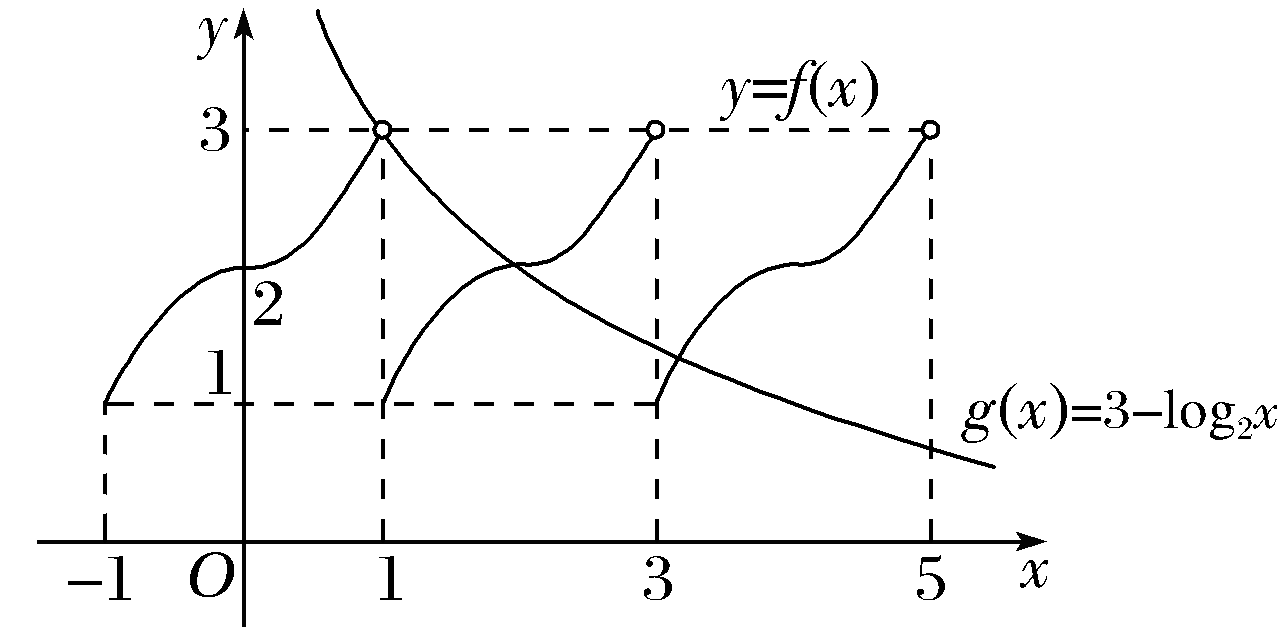 y
y=f(x)
3
2
1
g(x)=3−log₂x
−1 O 1 3 5 x